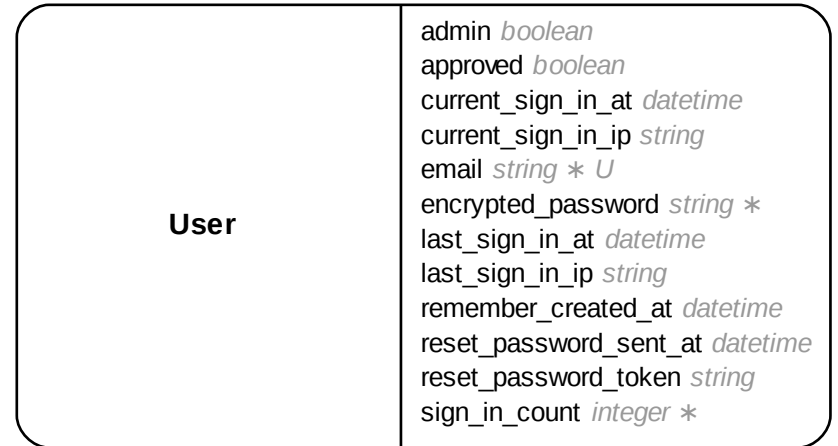 User
admin boolean
approved boolean
current_sign_in_at datetime
current_sign_in_ip string
email string ∗ U
encrypted_password string ∗
last_sign_in_at datetime
last_sign_in_ip string
remember_created_at datetime
reset_password_sent_at datetime
reset_password_token string
sign_in_count integer ∗